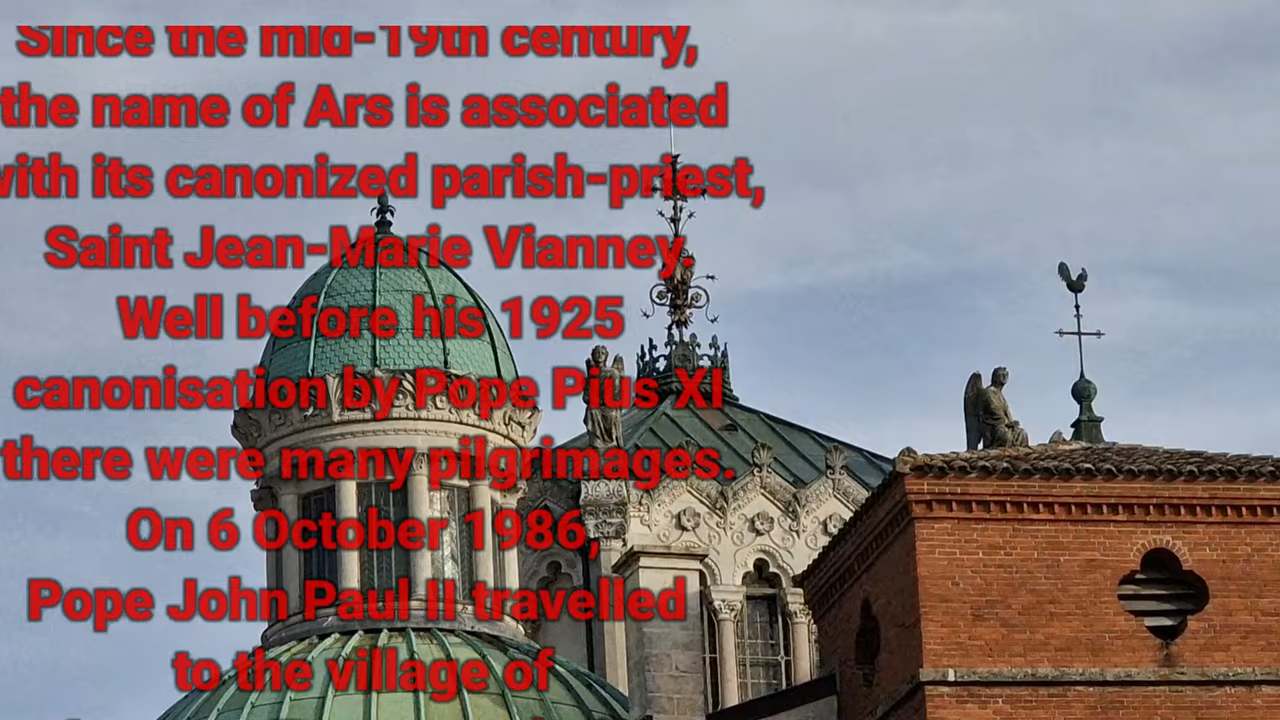 Since the mid-19th century,
the name of Ars is associated
with its canonized parish-priest,
Saint Jean-Marie Vianney.
Well before his 1925
canonisation by Pope Pius XI
there were many pilgrimages.
On 6 October 1986,
Pope John Paul II travelled
to the village of